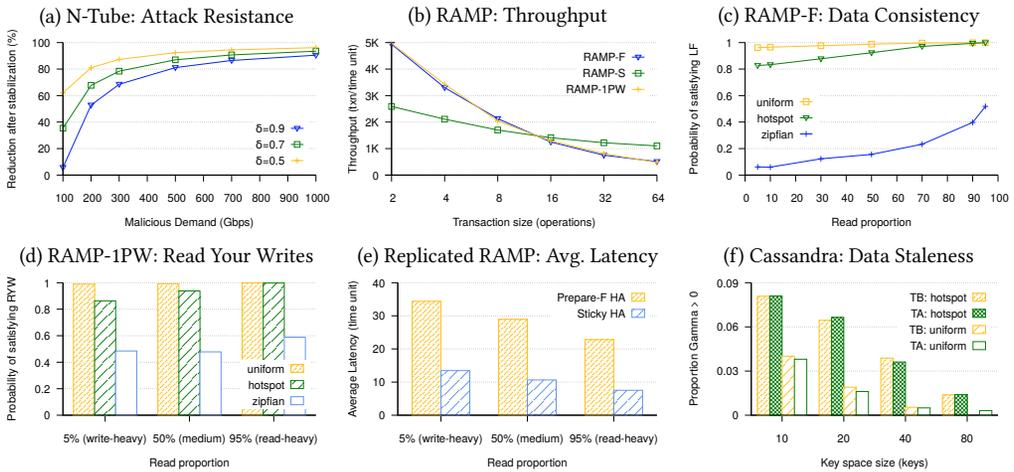 (a) N-Tube: Attack Resistance
Reduction after stabilization (%)
100
80
60
40
20
0
δ=0.9
δ=0.7
δ=0.5
100 200 300 400 500 600 700 800 900 1000
Malicious Demand (Gbps)
(b) RAMP: Throughput
Throughput (txn/time unit)
5K
4K
3K
2K
1K
0
RAMP-F
RAMP-S
RAMP-1PW
2 4 8 16 32 64
Transaction size (operations)
(c) RAMP-F: Data Consistency
Probability of satisfying LF
1
0.8
0.6
0.4
0.2
0
uniform
hotspot
zipfian
0 10 20 30 40 50 60 70 80 90 100
Read proportion
(d) RAMP-1PW: Read Your Writes
Probability of satisfying RYW
1
0.8
0.6
0.4
0.2
0
uniform
hotspot
zipfian
5% (write-heavy) 50% (medium) 95% (read-heavy)
Read proportion
(e) Replicated RAMP: Avg. Latency
Average Latency (time unit)
40
30
20
10
0
Prepare-F HA
Sticky HA
5% (write-heavy) 50% (medium) 95% (read-heavy)
Read proportion
(f) Cassandra: Data Staleness
Proportion Gamma > 0
0.09
0.06
0.03
0
TB: hotspot
TA: hotspot
TB: uniform
TA: uniform
10 20 40 80
Key space size (keys)